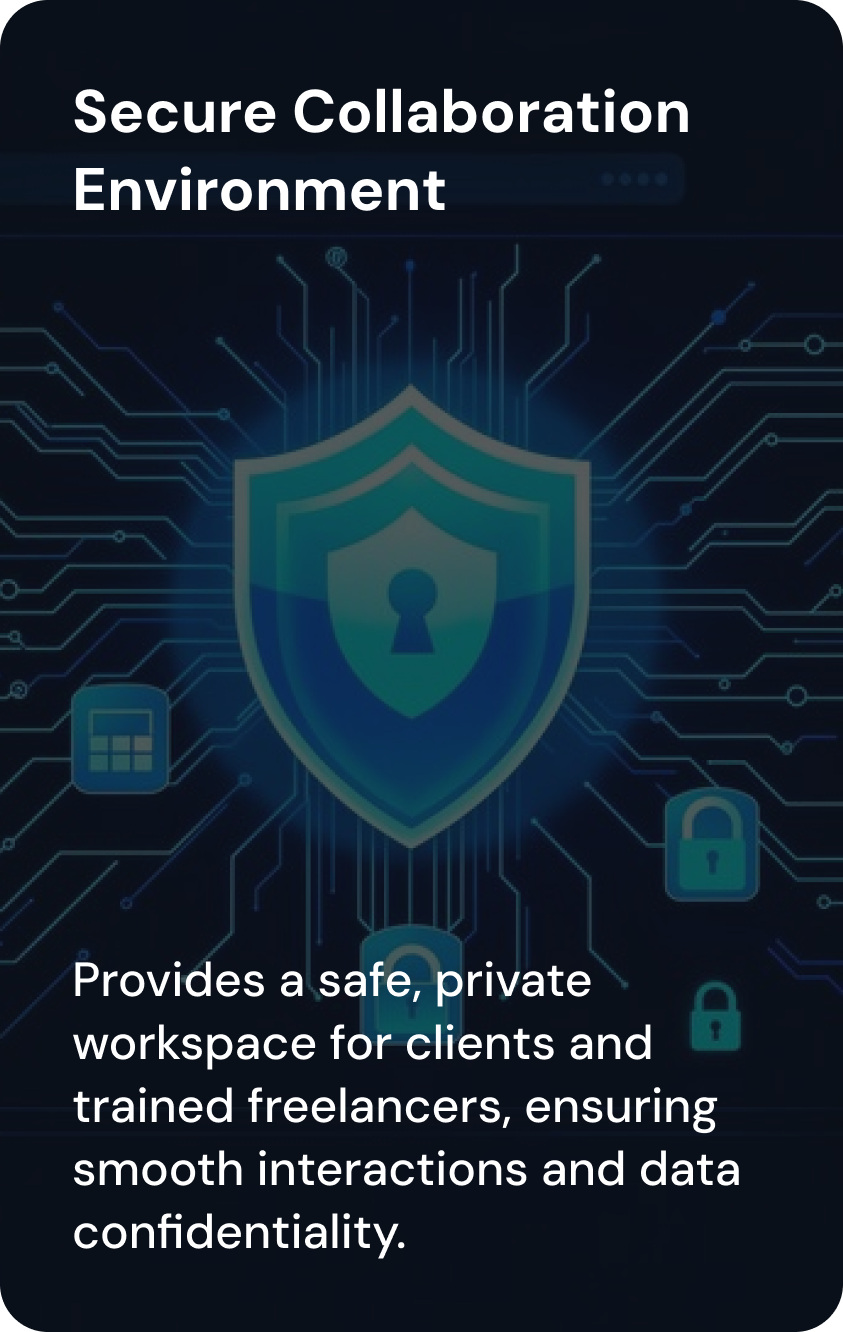 Secure Collaboration
Environment
Provides a safe, private
workspace for clients and
trained freelancers, ensuring
smooth interactions and data
confidentiality.